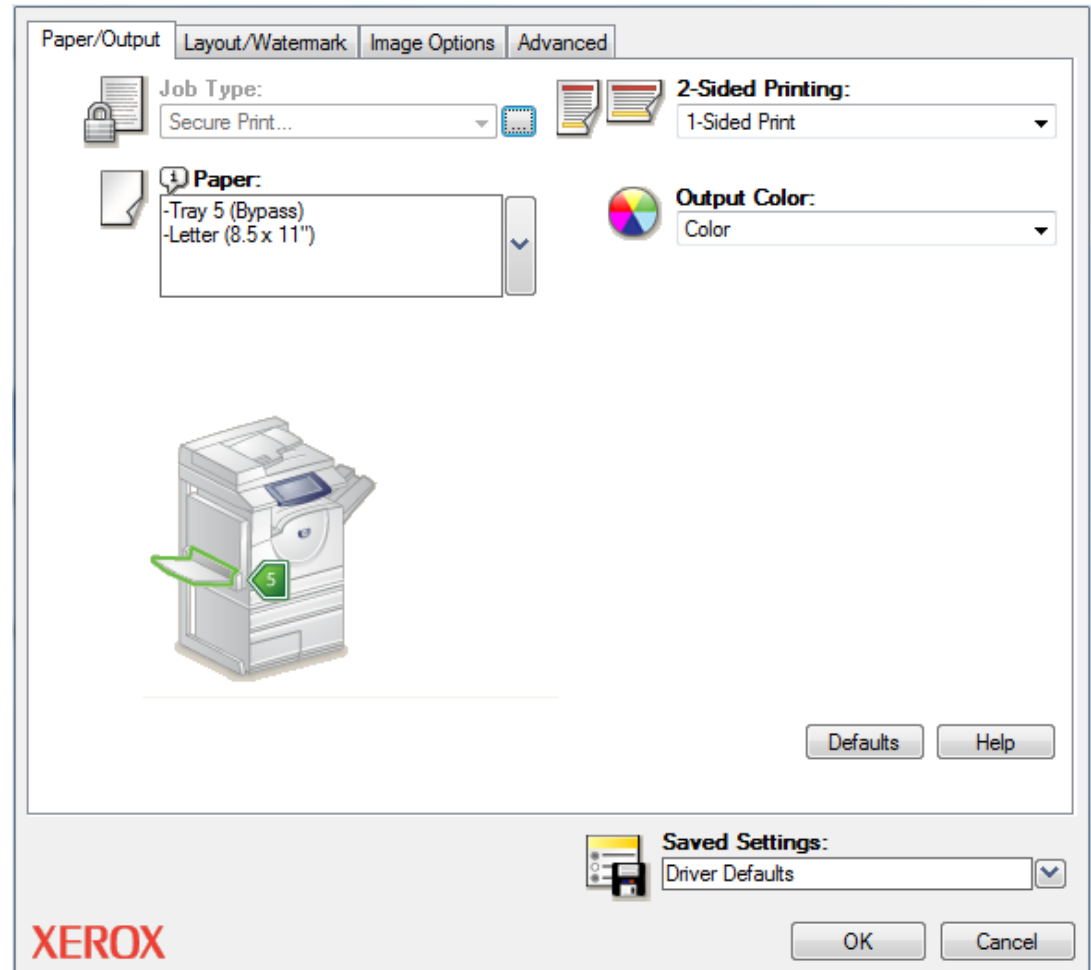 Paper/Output
Layout/Watermark
Image Options
Advanced
Job Type:
Secure Print...
...
2-Sided Printing:
1-Sided Print
Paper:
-Tray 5 (Bypass)
-Letter (8.5 x 11")
Output Color:
Color
5
Defaults
Help
Saved Settings:
Driver Defaults
XEROX
OK
Cancel